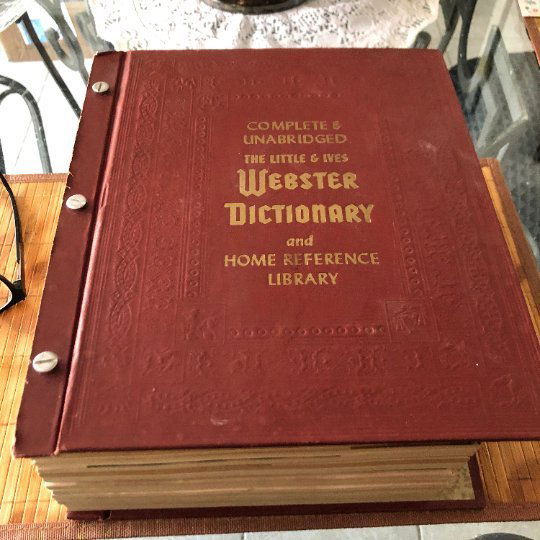 COMPLETE &
UNABRIDGED
THE LITTLE & IVES
WEBSTER
DICTIONARY
and
HOME REFERENCE
LIBRARY